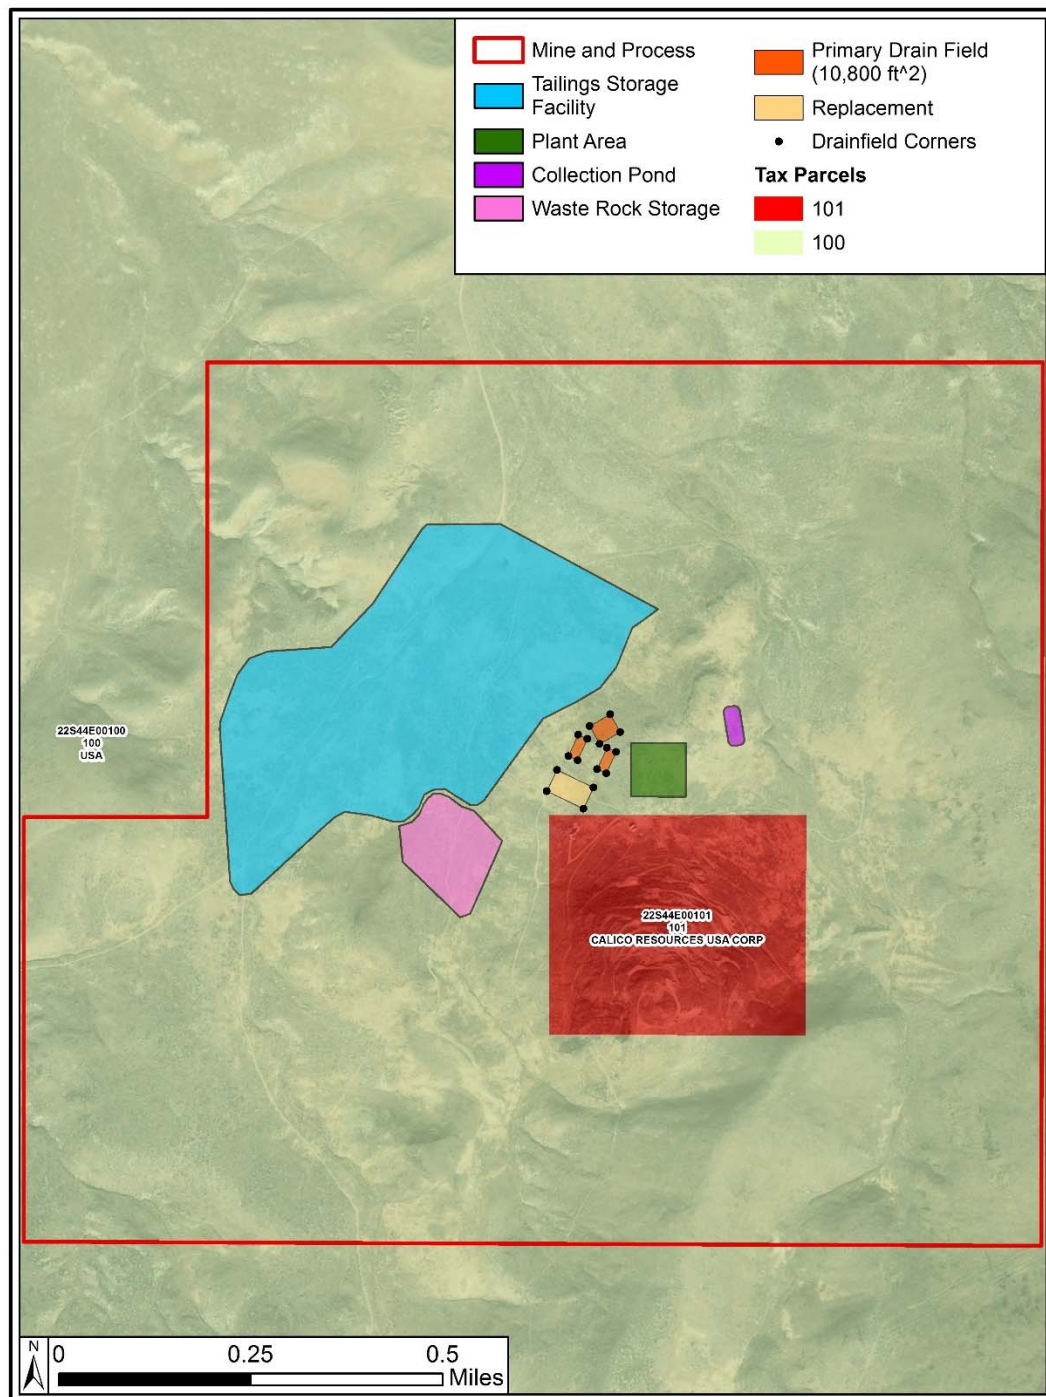 Mine and Process
Tailings Storage
Facility
Plant Area
Collection Pond
Waste Rock Storage
Primary Drain Field
(10,800 ft^2)
Replacement
Drainfield Corners
Tax Parcels
101
100
22S44E00100
100
USA
22S44E00101
101
CALICO RESOURCES USA CORP
N
0 0.25 0.5
Miles